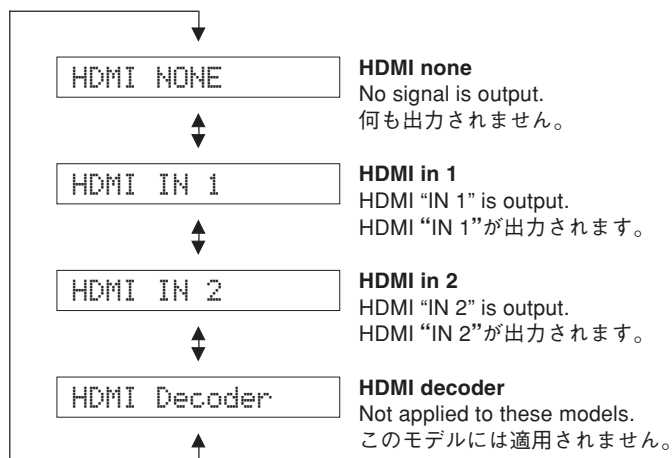 HDMI NONE
HDMI none
No signal is output.
何も出力されません。
HDMI IN 1
HDMI in 1
HDMI “IN 1” is output.
HDMI “IN 1”が出力されます。
HDMI IN 2
HDMI in 2
HDMI “IN 2” is output.
HDMI “IN 2”が出力されます。
HDMI Decoder
HDMI decoder
Not applied to these models.
このモデルには適用されません。